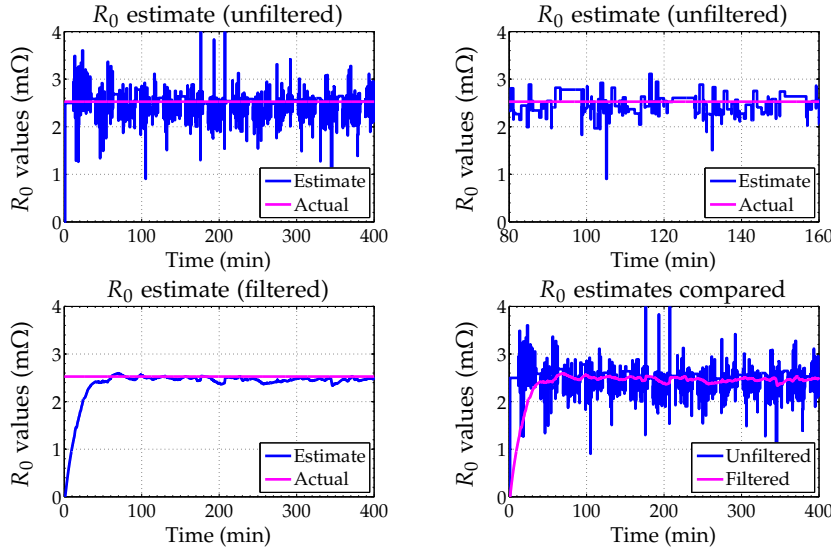 R₀ estimate (unfiltered)
R₀ values (mΩ)
4
3
2
1
0
0 100 200 300 400
Time (min)
Estimate
Actual
R₀ estimate (unfiltered)
R₀ values (mΩ)
4
3
2
1
0
80 100 120 140 160
Time (min)
Estimate
Actual
R₀ estimate (filtered)
R₀ values (mΩ)
4
3
2
1
0
0 100 200 300 400
Time (min)
Estimate
Actual
R₀ estimates compared
R₀ values (mΩ)
4
3
2
1
0
0 100 200 300 400
Time (min)
Unfiltered
Filtered